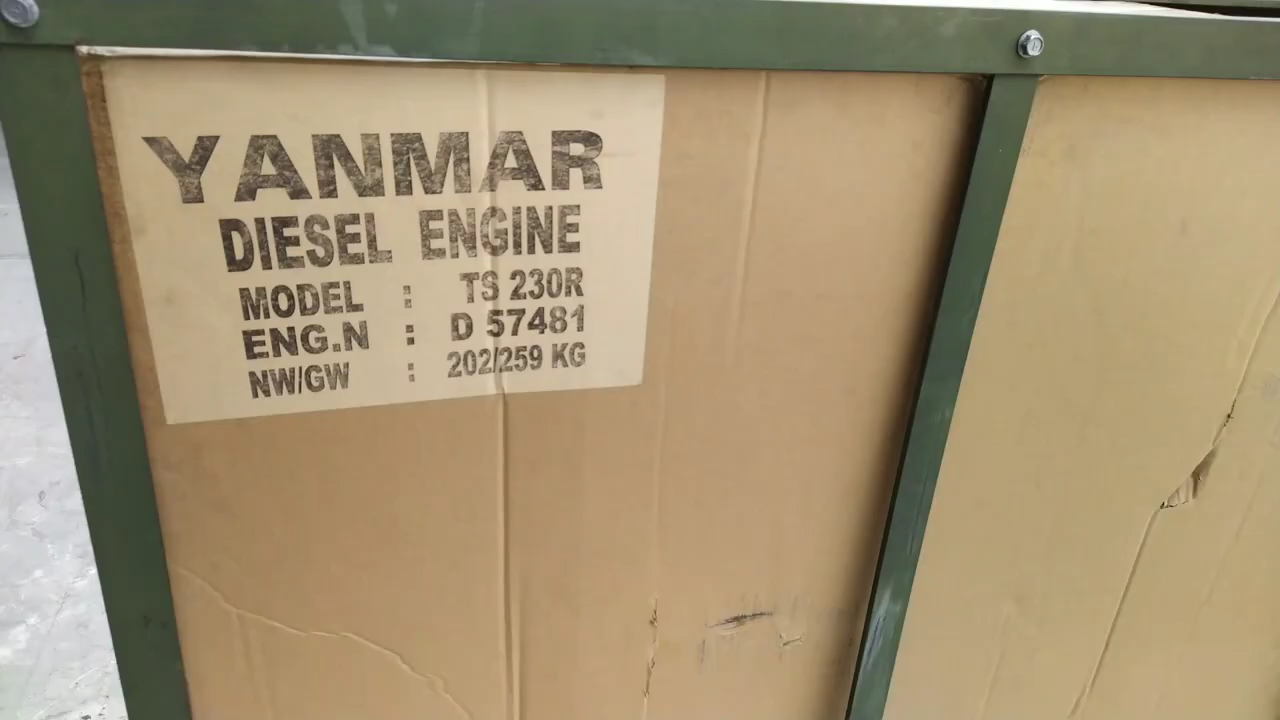 YANMAR
DIESEL ENGINE
MODEL : TS 230R
ENG.N : D 57481
NW/GW : 202/259 KG